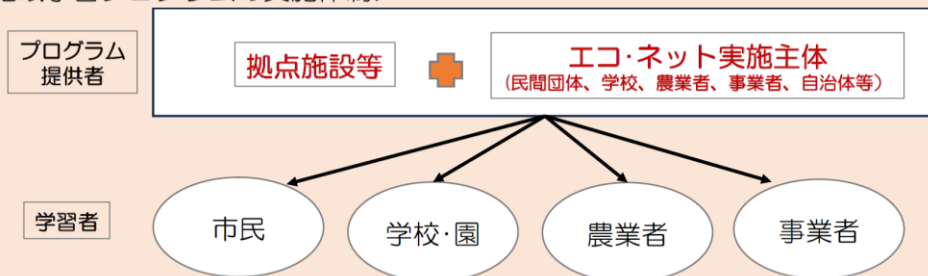 プログラム
提供者
拠点施設等
エコ・ネット実施主体
(民間団体、学校、農業者、事業者、自治体等)
学習者
市民
学校・園
農業者
事業者